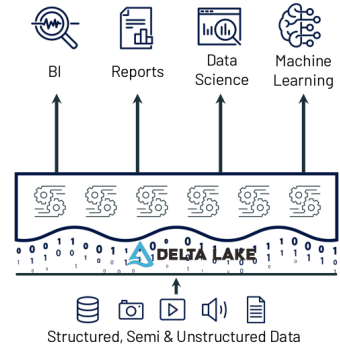 BI
Reports
Data
Science
Machine
Learning
DELTA LAKE
Structured, Semi & Unstructured Data